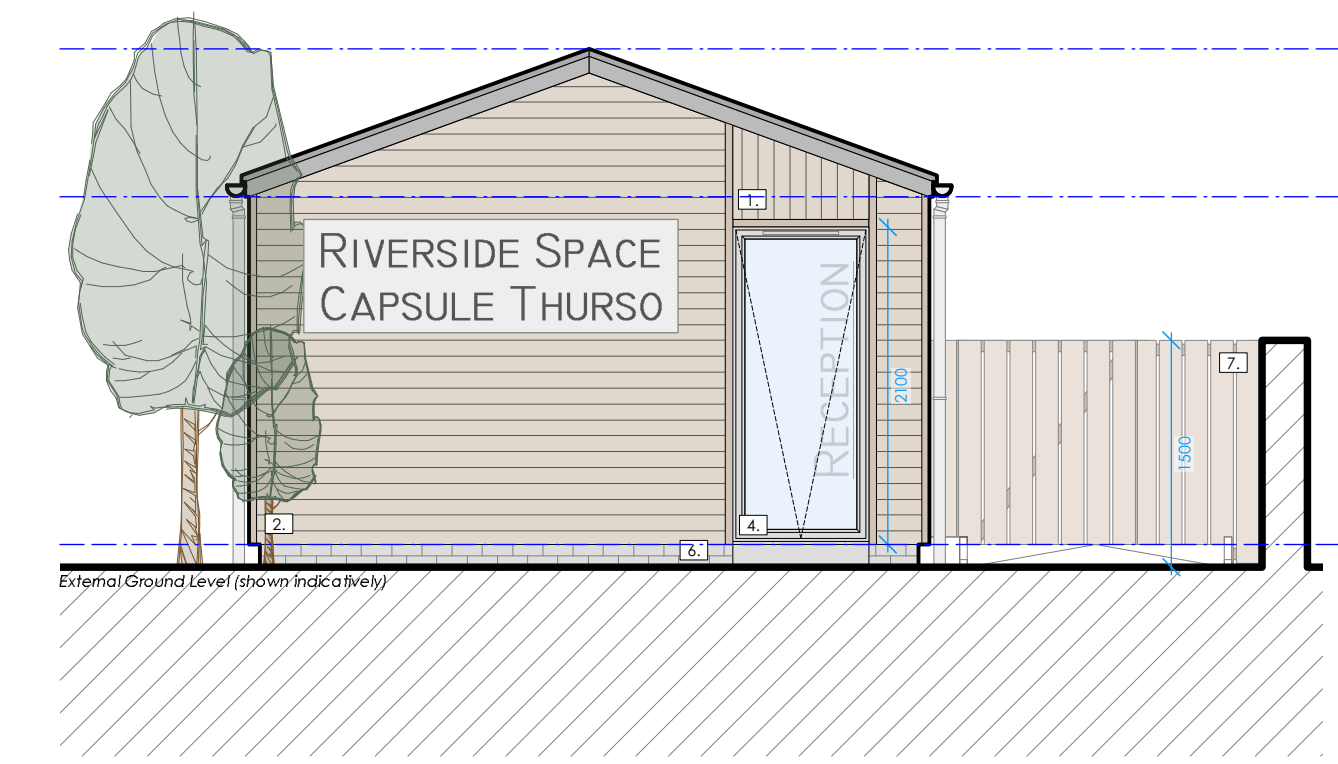 1.
RIVERSIDE SPACE
CAPSULE THURSO
RECEPTION
2100
7.
1500
2.
4.
6.
External Ground Level (shown indicatively)